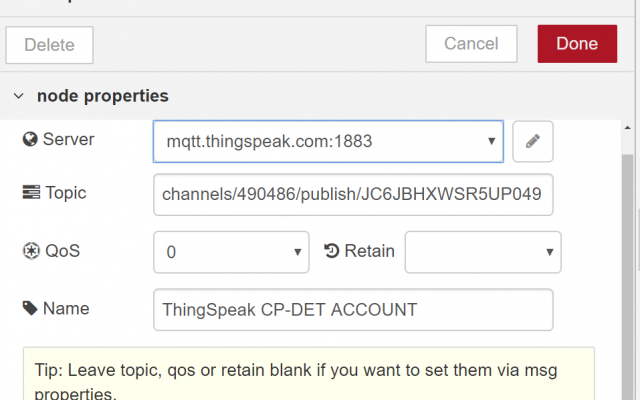 Delete
Cancel
Done
node properties
Server
mqtt.thingspeak.com:1883
Topic
channels/490486/publish/JC6JBHXWSR5UP049
QoS
0
Retain
Name
ThingSpeak CP-DET ACCOUNT
Tip: Leave topic, qos or retain blank if you want to set them via msg
properties.